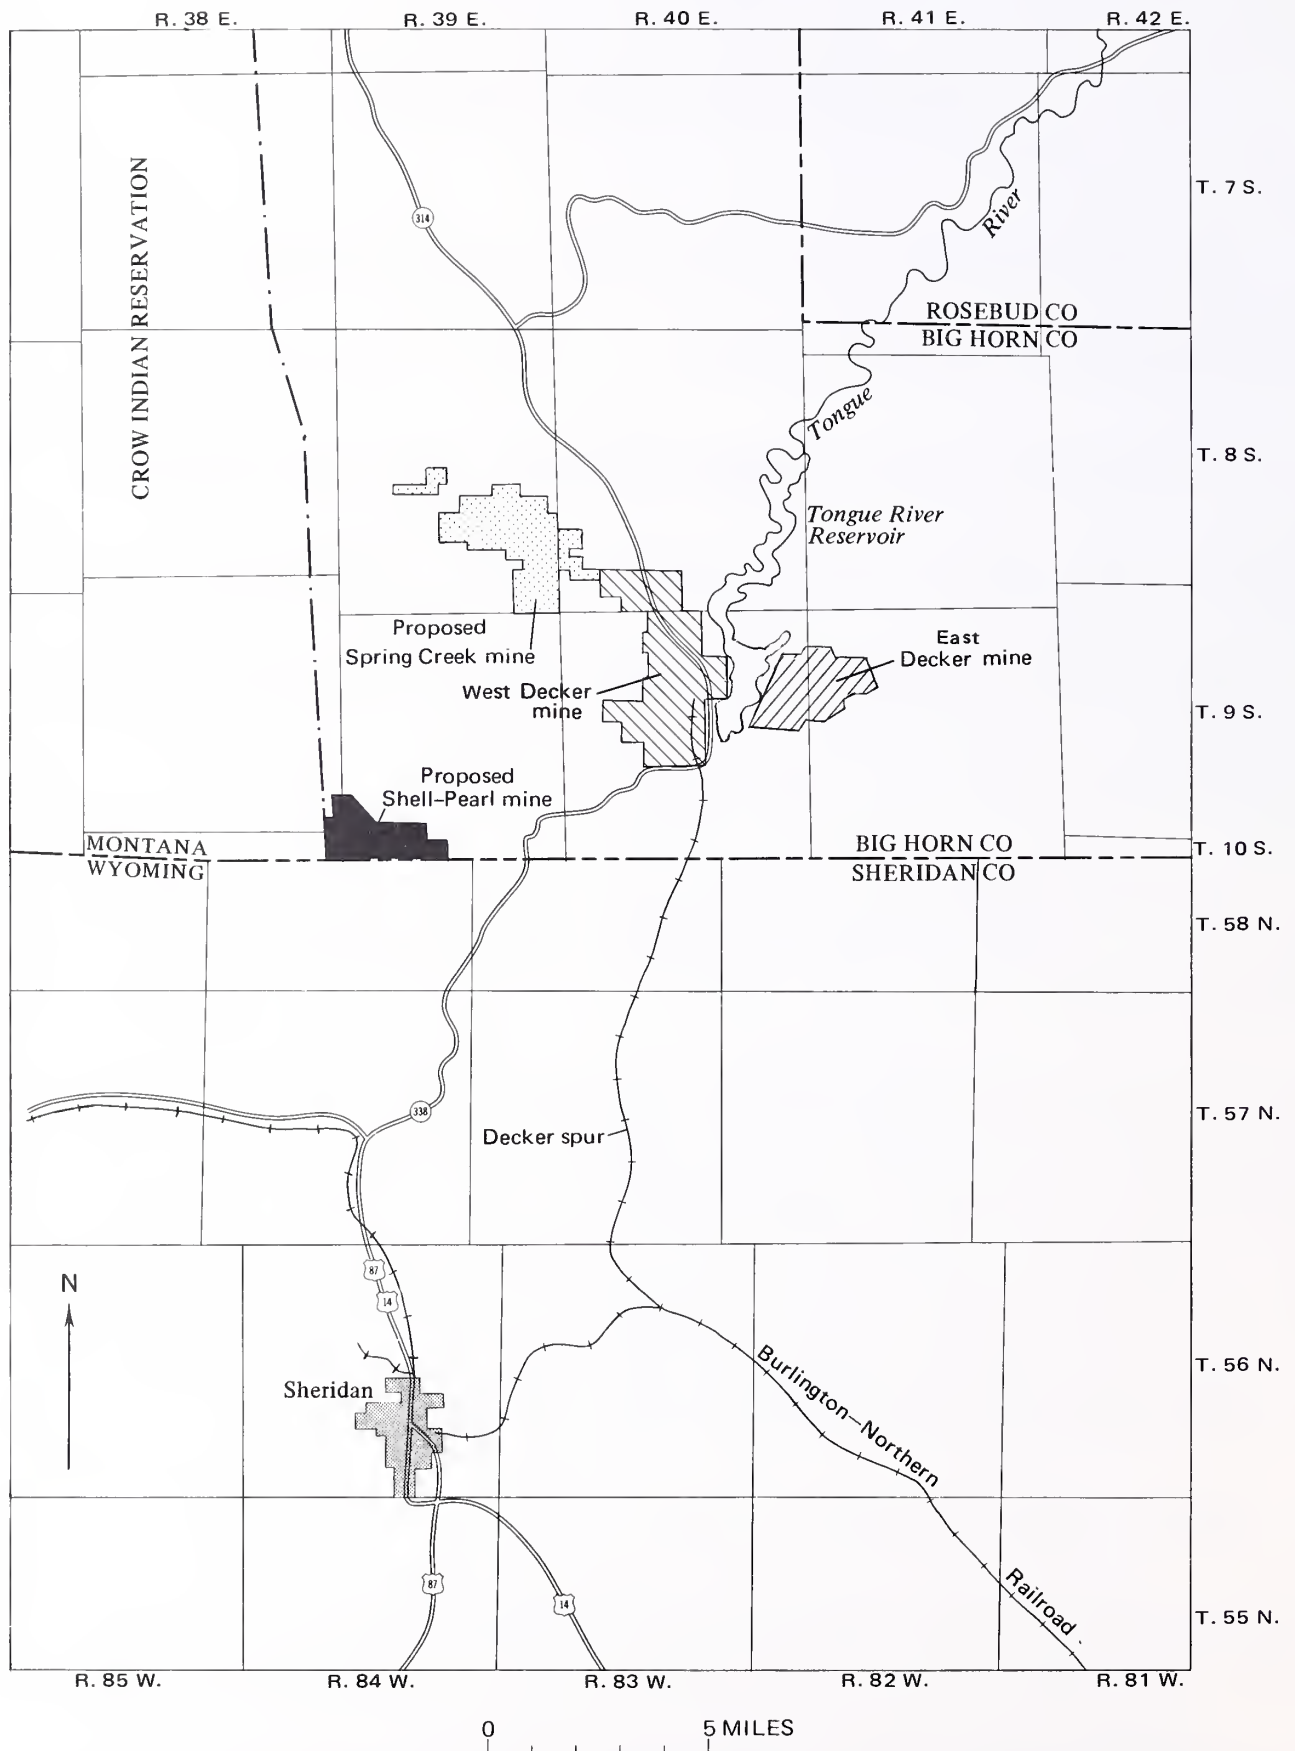 R. 38 E.
R. 39 E.
R. 40 E.
R. 41 E.
R. 42 E.
CROW INDIAN RESERVATION
314
River
T. 7 S.
ROSEBUD CO
BIG HORN CO
Tongue
T. 8 S.
Tongue River
Reservoir
Proposed
Spring Creek mine
East
Decker mine
West Decker
mine
T. 9 S.
Proposed
Shell-Pearl mine
MONTANA
WYOMING
BIG HORN CO
SHERIDAN CO
T. 10 S.
T. 58 N.
338
Decker spur
T. 57 N.
N
87
14
Sheridan
Burlington-Northern
Railroad
T. 56 N.
87
14
T. 55 N.
R. 85 W.
R. 84 W.
R. 83 W.
R. 82 W.
R. 81 W.
0
5 MILES